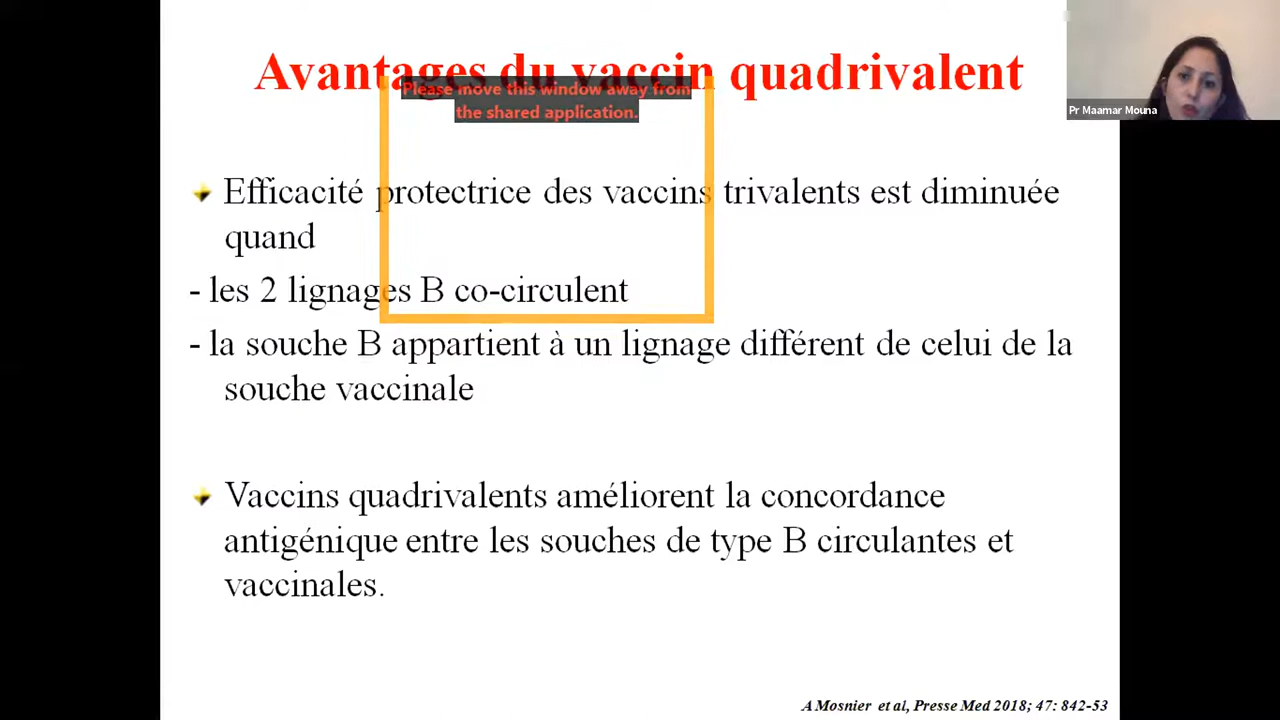 Avantages du vaccin quadrivalent
Please move this window away from
the shared application.
Pr Maamar Mouna
Efficacité protectrice des vaccins trivalents est diminuée
quand
- les 2 lignages B co-circulent
- la souche B appartient à un lignage différent de celui de la
souche vaccinale
Vaccins quadrivalents améliorent la concordance
antigénique entre les souches de type B circulantes et
vaccinales.
A Mosnier et al, Presse Med 2018; 47: 842-53